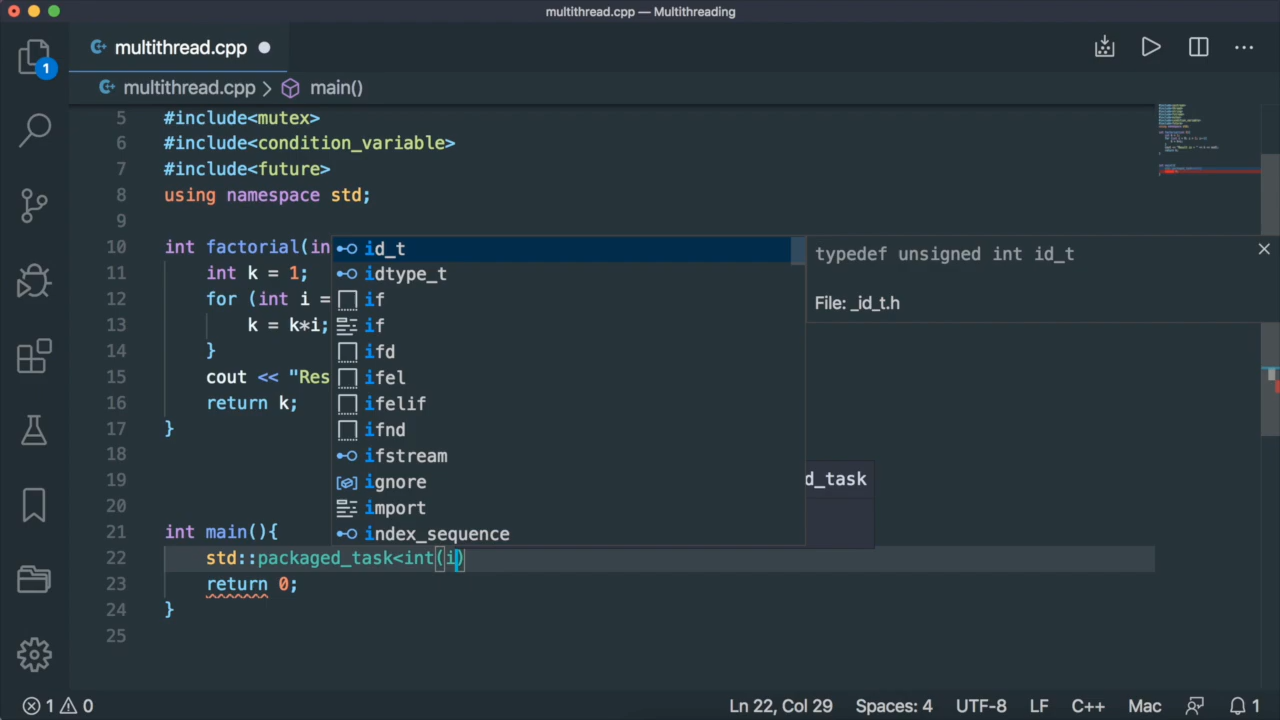 multithread.cpp — Multithreading
multithread.cpp
multithread.cpp > main()
1
5 #include<mutex>
6 #include<condition_variable>
7 #include<future>
8 using namespace std;
9
10 int factorial(in
11 int k = 1;
12 for (int i =
13 k = k*i;
14 }
15 cout << "Res
16 return k;
17 }
18
19
20
21 int main(){
22 std::packaged_task<int(i)
23 return 0;
24 }
25
id_t
idtype_t
if
if
ifd
ifel
ifelif
ifnd
ifstream
ignore
import
index_sequence
typedef unsigned int id_t
File: _id_t.h
d_task
1 0
Ln 22, Col 29 Spaces: 4 UTF-8 LF C++ Mac 1